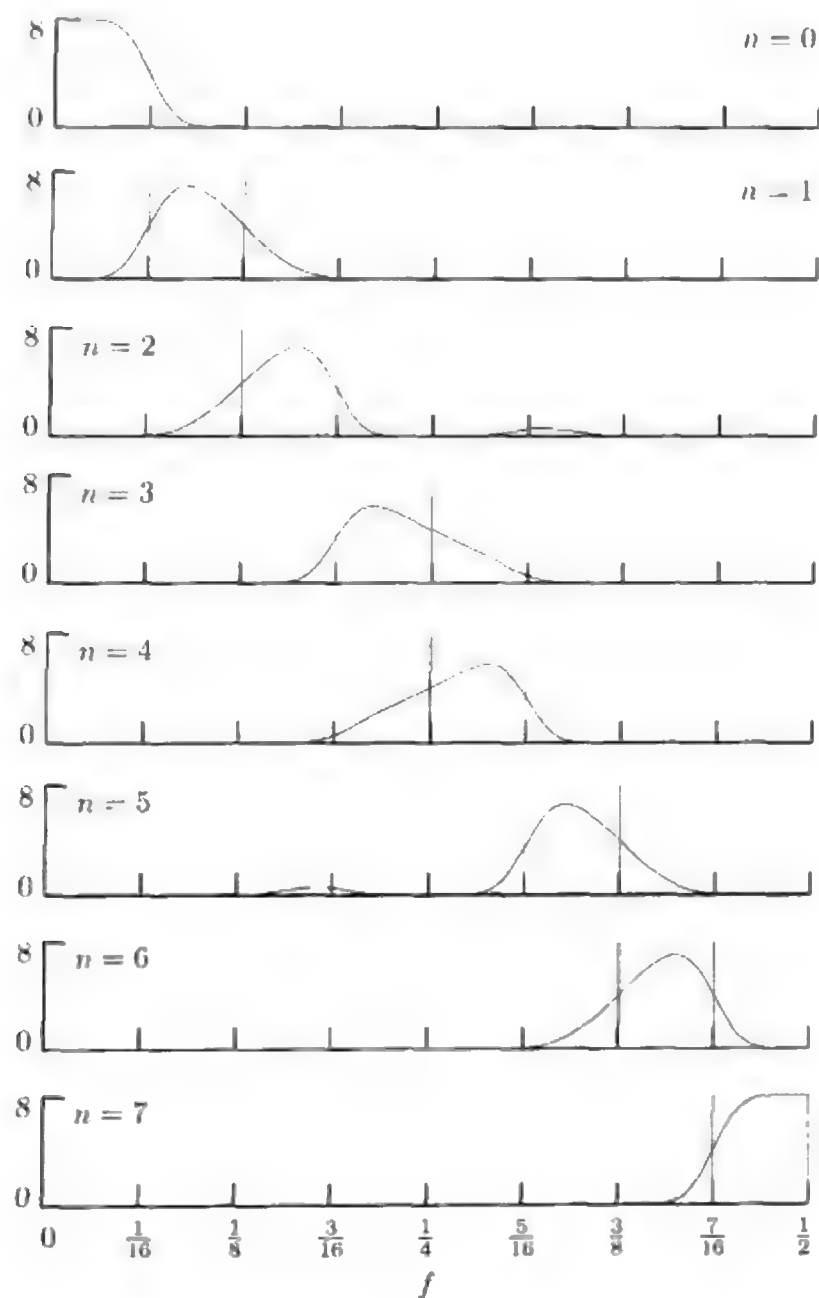 8
n = 0
0
8
n = 1
0
8
n = 2
0
8
n = 3
0
8
n = 4
0
8
n = 5
0
8
n = 6
0
8
n = 7
0
0 1/16 1/8 3/16 1/4 5/16 3/8 7/16 1/2
f